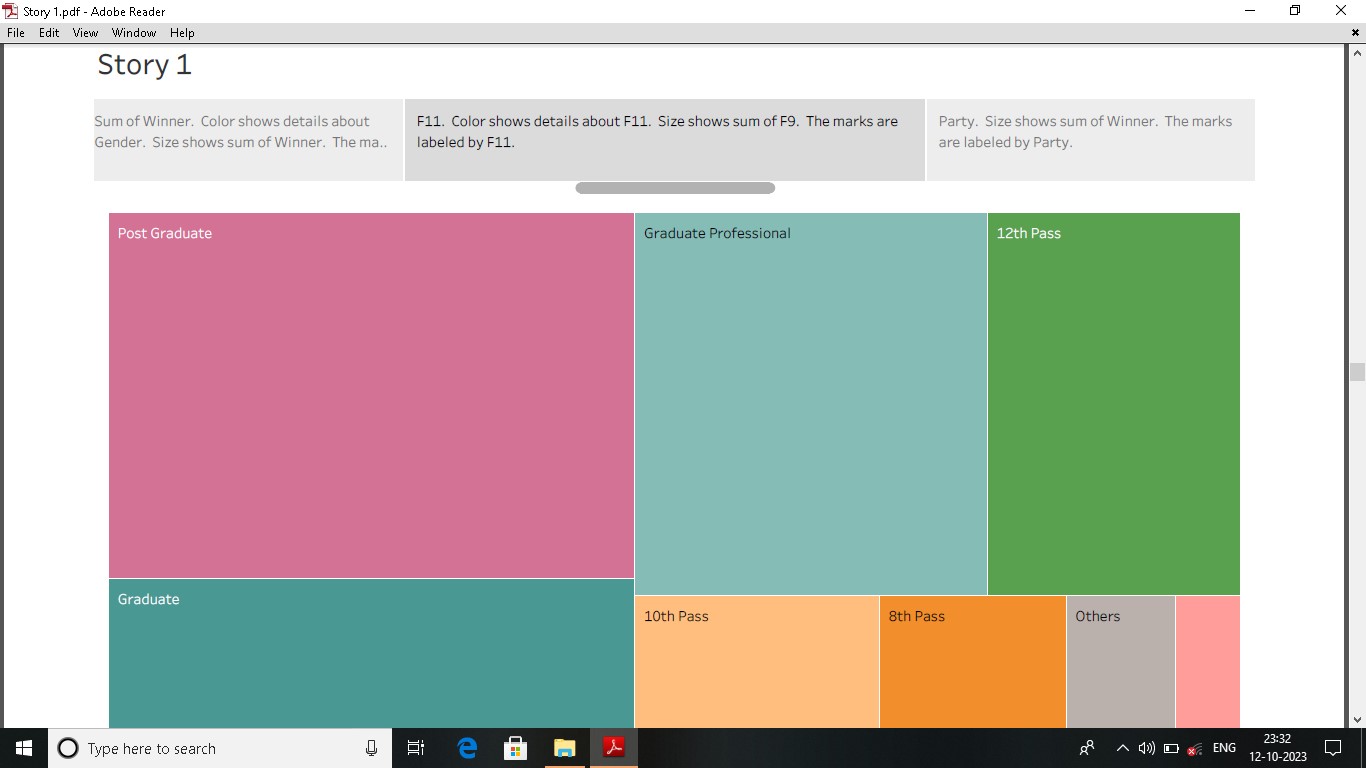 Story 1.pdf - Adobe Reader
File Edit View Window Help
Story 1
Sum of Winner. Color shows details about
Gender. Size shows sum of Winner. The ma..
F11. Color shows details about F11. Size shows sum of F9. The marks are
labeled by F11.
Party. Size shows sum of Winner. The marks
are labeled by Party.
Post Graduate
Graduate Professional
12th Pass
Graduate
10th Pass
8th Pass
Others
Type here to search
ENG
23:32
12-10-2023